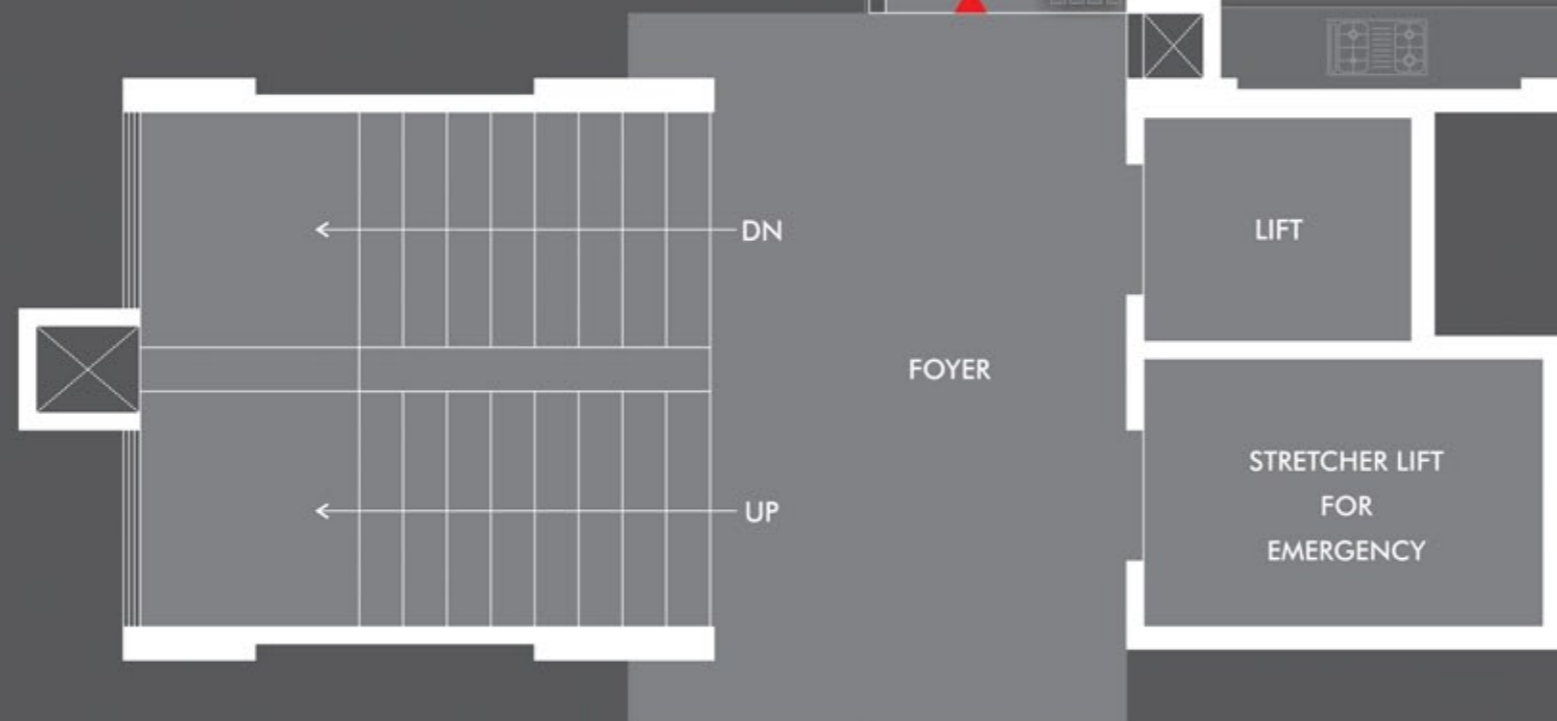 DN
LIFT
FOYER
STRETCHER LIFT
FOR
EMERGENCY
UP